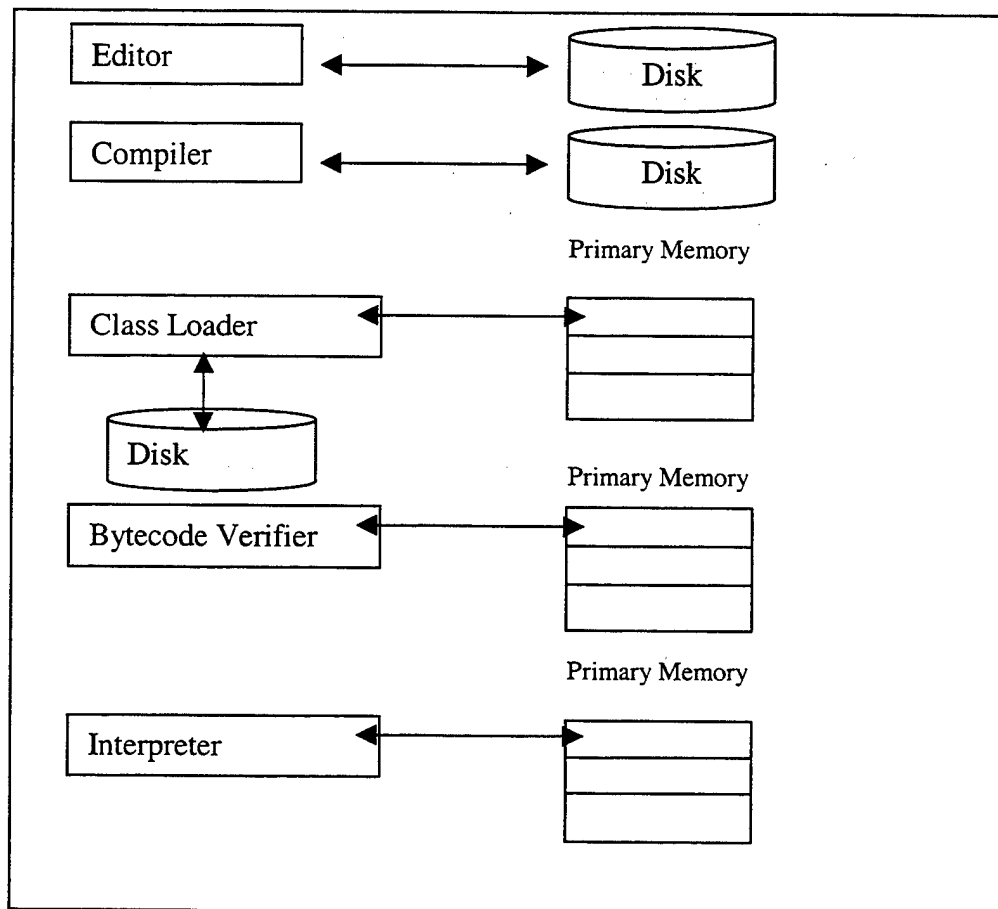 Editor
Disk
Compiler
Disk
Primary Memory
Class Loader
Disk
Primary Memory
Bytecode Verifier
Primary Memory
Interpreter